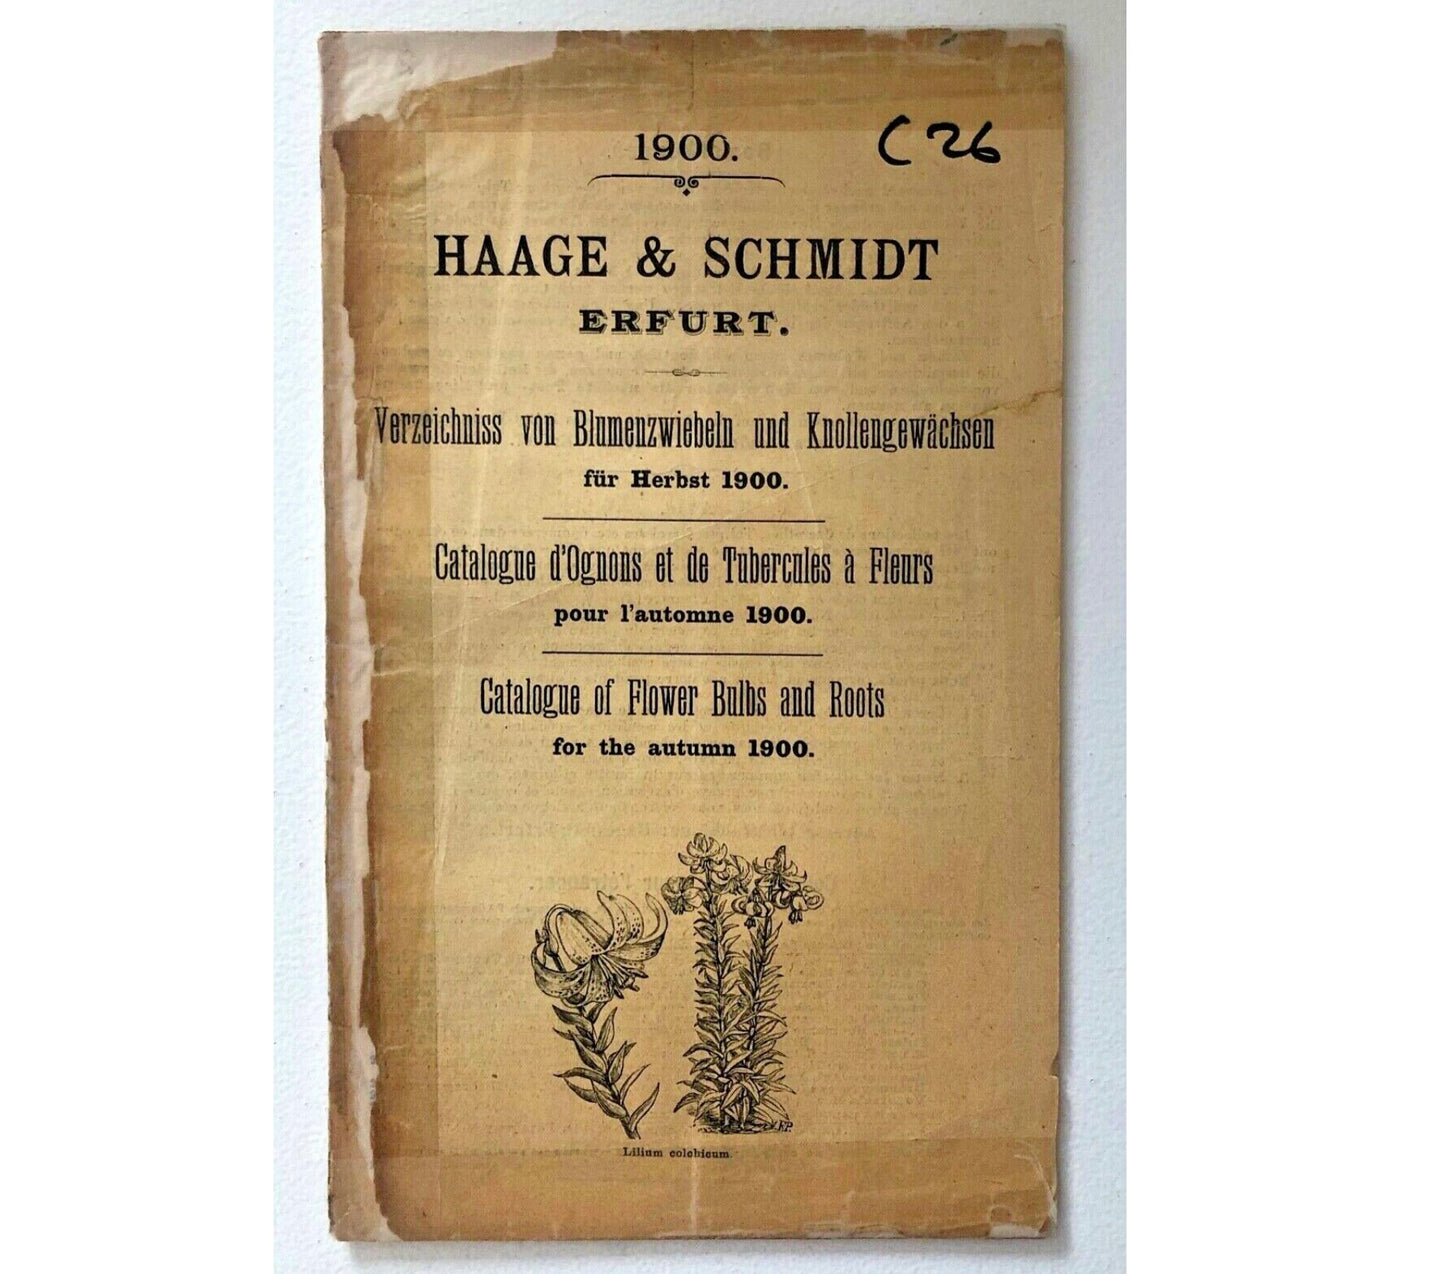 1900.
C26
HAAGE & SCHMIDT
ERFURT.
Verzeichniss von Blumenzwiebeln und Knollengewächsen
für Herbst 1900.
Catalogue d'Ognons et de Tubercules à Fleurs
pour l'automne 1900.
Catalogue of Flower Bulbs and Roots
for the autumn 1900.
Lilium colchicum.